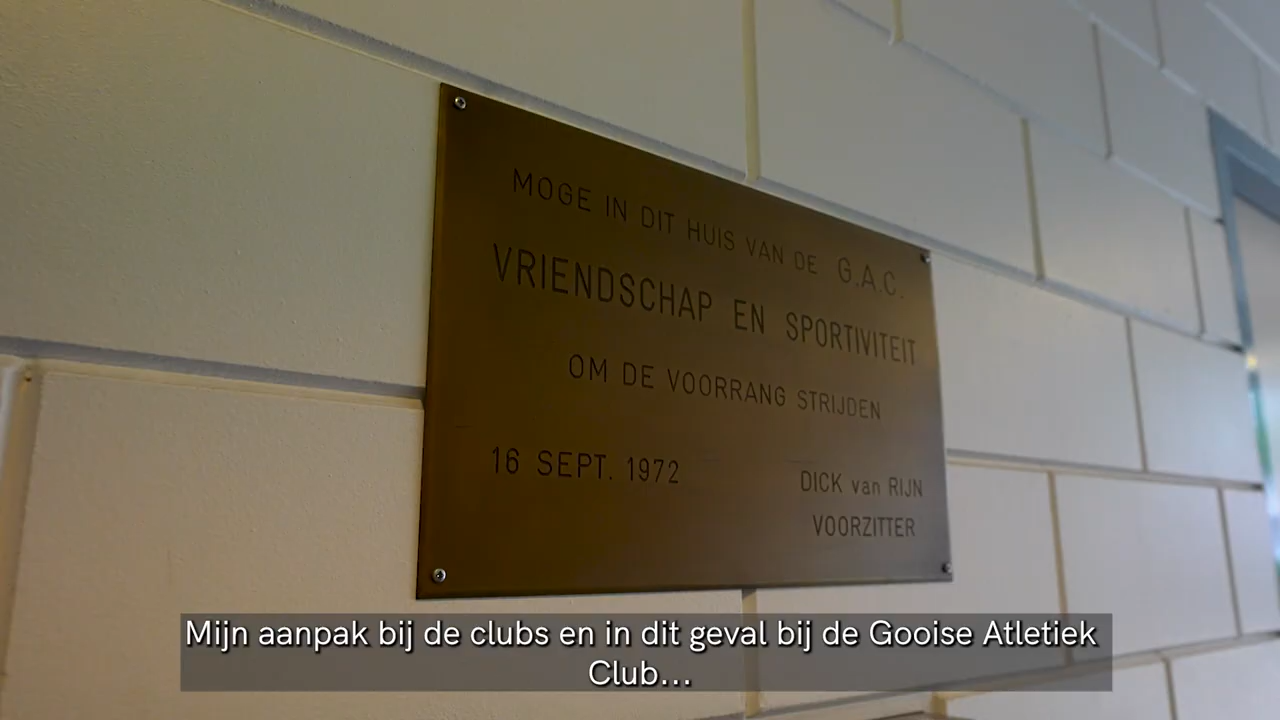 MOGE IN DIT HUIS VAN DE G.A.C.
VRIENDSCHAP EN SPORTIVITEIT
OM DE VOORRANG STRIJDEN
16 SEPT. 1972
DICK van RIJN
VOORZITTER
Mijn aanpak bij de clubs en in dit geval bij de Gooise Atletiek
Club...